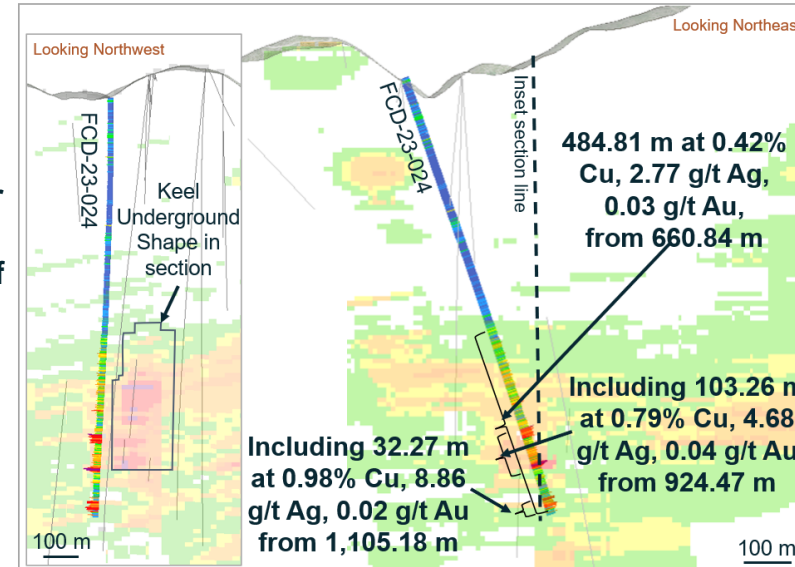 Looking Northwest
FCD-23-024
Keel
Underground
Shape in
section
100 m
Looking Northeas
FCD-23-024
Inset section line
484.81 m at 0.42%
Cu, 2.77 g/t Ag,
0.03 g/t Au,
from 660.84 m
Including 103.26 m
at 0.79% Cu, 4.68
g/t Ag, 0.04 g/t Au
from 924.47 m
Including 32.27 m
at 0.98% Cu, 8.86
g/t Ag, 0.02 g/t Au
from 1,105.18 m
100 m